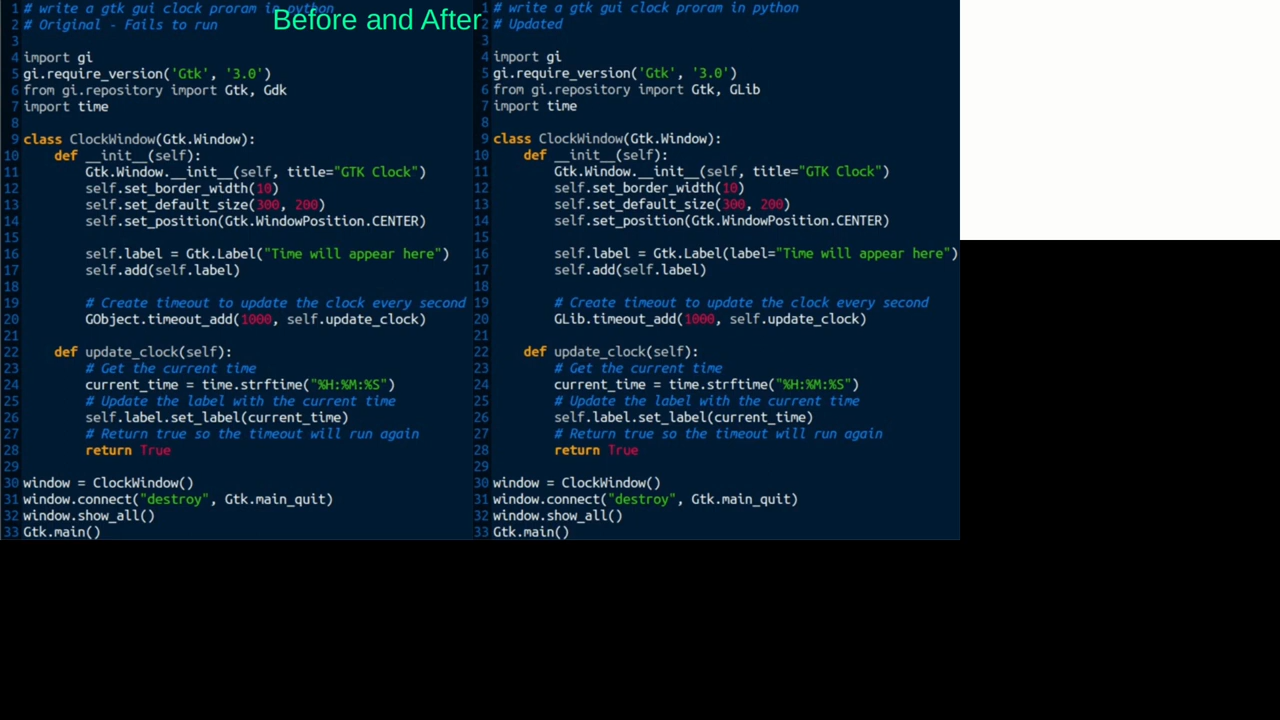 Before and After
1 # write a gtk gui clock proram in python
2 # Original - Fails to run
3
4 import gi
5 gi.require_version('Gtk', '3.0')
6 from gi.repository import Gtk, Gdk
7 import time
8
9 class ClockWindow(Gtk.Window):
10     def __init__(self):
11         Gtk.Window.__init__(self, title="GTK Clock")
12         self.set_border_width(10)
13         self.set_default_size(300, 200)
14         self.set_position(Gtk.WindowPosition.CENTER)
15
16         self.label = Gtk.Label("Time will appear here")
17         self.add(self.label)
18
19         # Create timeout to update the clock every second
20         GObject.timeout_add(1000, self.update_clock)
21
22     def update_clock(self):
23         # Get the current time
24         current_time = time.strftime("%H:%M:%S")
25         # Update the label with the current time
26         self.label.set_label(current_time)
27         # Return true so the timeout will run again
28         return True
29
30 window = ClockWindow()
31 window.connect("destroy", Gtk.main_quit)
32 window.show_all()
33 Gtk.main()
1 # write a gtk gui clock proram in python
2 # Updated
3
4 import gi
5 gi.require_version('Gtk', '3.0')
6 from gi.repository import Gtk, GLib
7 import time
8
9 class ClockWindow(Gtk.Window):
10     def __init__(self):
11         Gtk.Window.__init__(self, title="GTK Clock")
12         self.set_border_width(10)
13         self.set_default_size(300, 200)
14         self.set_position(Gtk.WindowPosition.CENTER)
15
16         self.label = Gtk.Label(label="Time will appear here")
17         self.add(self.label)
18
19         # Create timeout to update the clock every second
20         GLib.timeout_add(1000, self.update_clock)
21
22     def update_clock(self):
23         # Get the current time
24         current_time = time.strftime("%H:%M:%S")
25         # Update the label with the current time
26         self.label.set_label(current_time)
27         # Return true so the timeout will run again
28         return True
29
30 window = ClockWindow()
31 window.connect("destroy", Gtk.main_quit)
32 window.show_all()
33 Gtk.main()